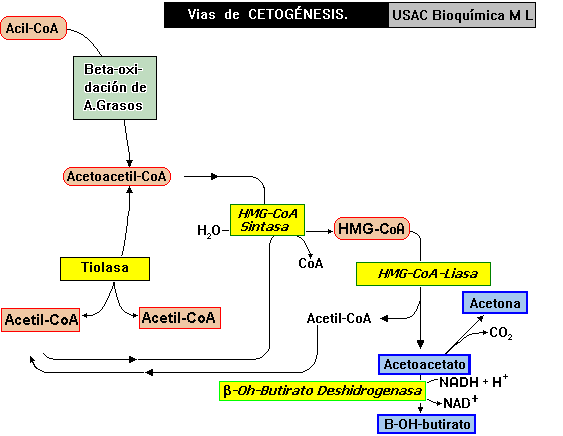 Vias de CETOGÉNESIS.
USAC Bioquímica M L
Acil-CoA
Beta-oxi-
dación de
A.Grasos
Acetoacetil-CoA
H2O
HMG-CoA
Sintasa
HMG-CoA
CoA
Tiolasa
HMG-CoA-Liasa
Acetil-CoA
Acetil-CoA
Acetil-CoA
Acetona
CO2
Acetoacetato
NADH + H+
β-Oh-Butirato Deshidrogenasa
NAD+
B-OH-butirato